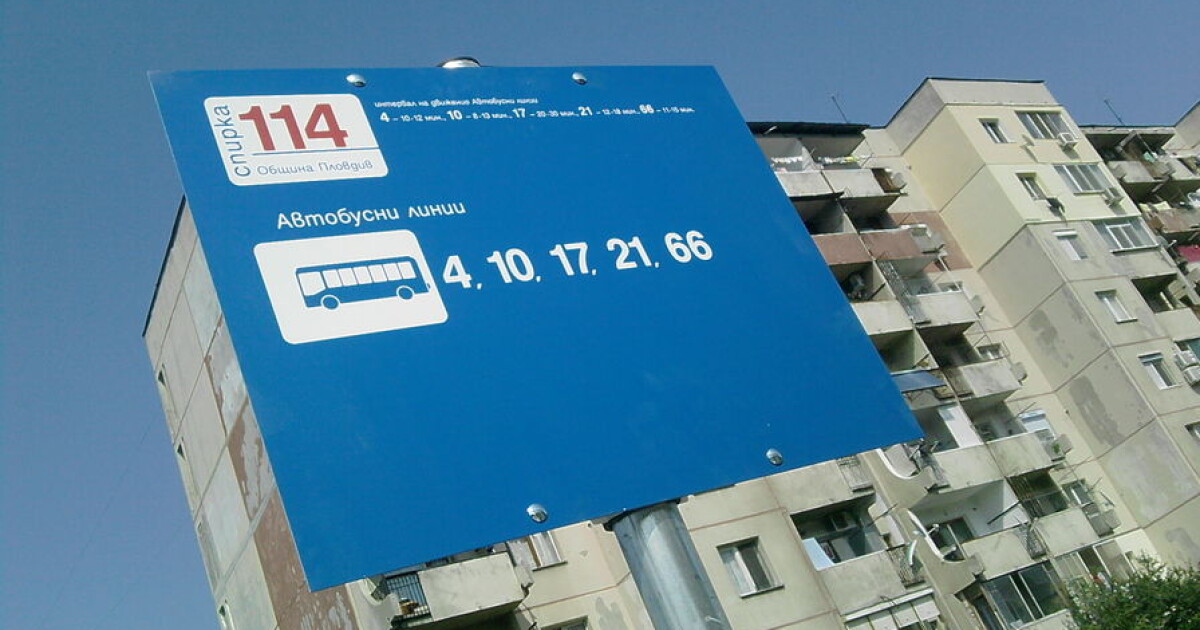 спирка
114
Община Пловдив
интервал на движение Автобусни линии
4 – 10-12 мин., 10 – 8-13 мин., 17 – 20-30 мин., 21 – 12-18 мин., 66 – 11-15 мин.
Автобусни линии
4, 10, 17, 21, 66